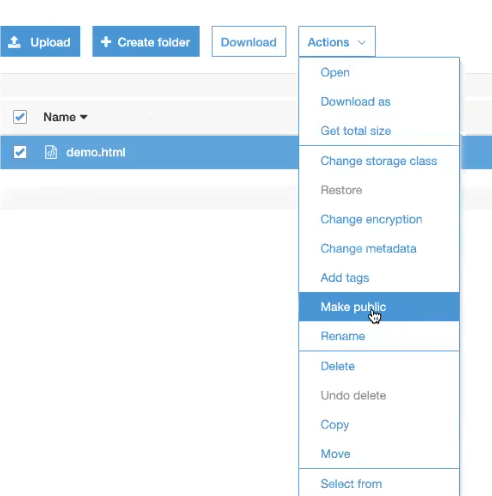 Upload
Create folder
Download
Actions
Open
Download as
Get total size
Name
demo.html
Change storage class
Restore
Change encryption
Change metadata
Add tags
Make public
Rename
Delete
Undo delete
Copy
Move
Select from